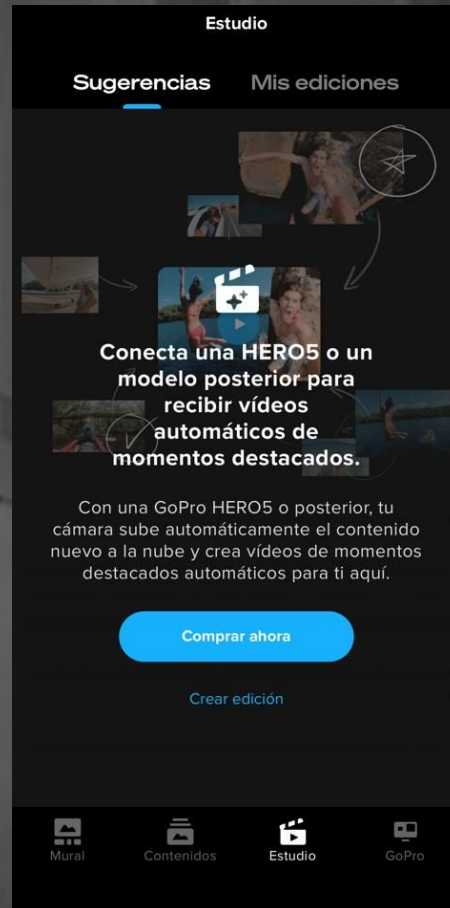 Estudio
Sugerencias Mis ediciones
Conecta una HERO5 o un
modelo posterior para
recibir vídeos
automáticos de
momentos destacados.
Con una GoPro HERO5 o posterior, tu
cámara sube automáticamente el contenido
nuevo a la nube y crea vídeos de momentos
destacados automáticos para ti aquí.
Comprar ahora
Crear edición
Mural Contenidos Estudio GoPro